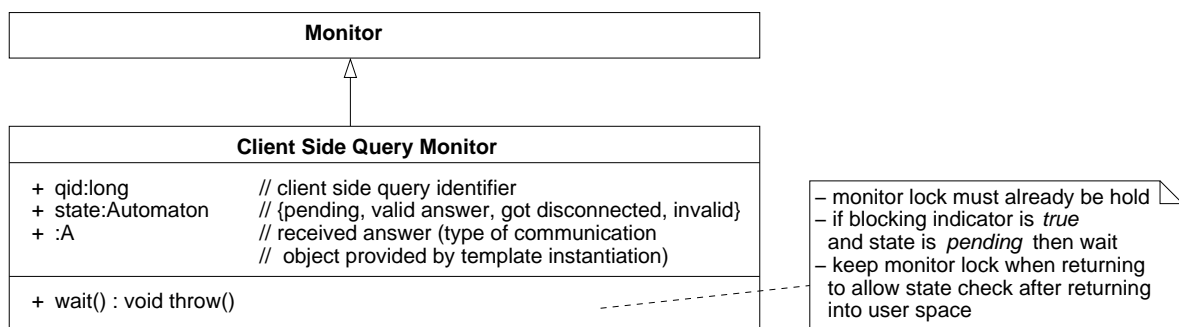 Monitor
Client Side Query Monitor
+ qid:long // client side query identifier
+ state:Automaton // {pending, valid answer, got disconnected, invalid}
+ :A // received answer (type of communication
// object provided by template instantiation)
+ wait() : void throw()
– monitor lock must already be hold
– if blocking indicator is true
and state is pending then wait
– keep monitor lock when returning
to allow state check after returning
into user space